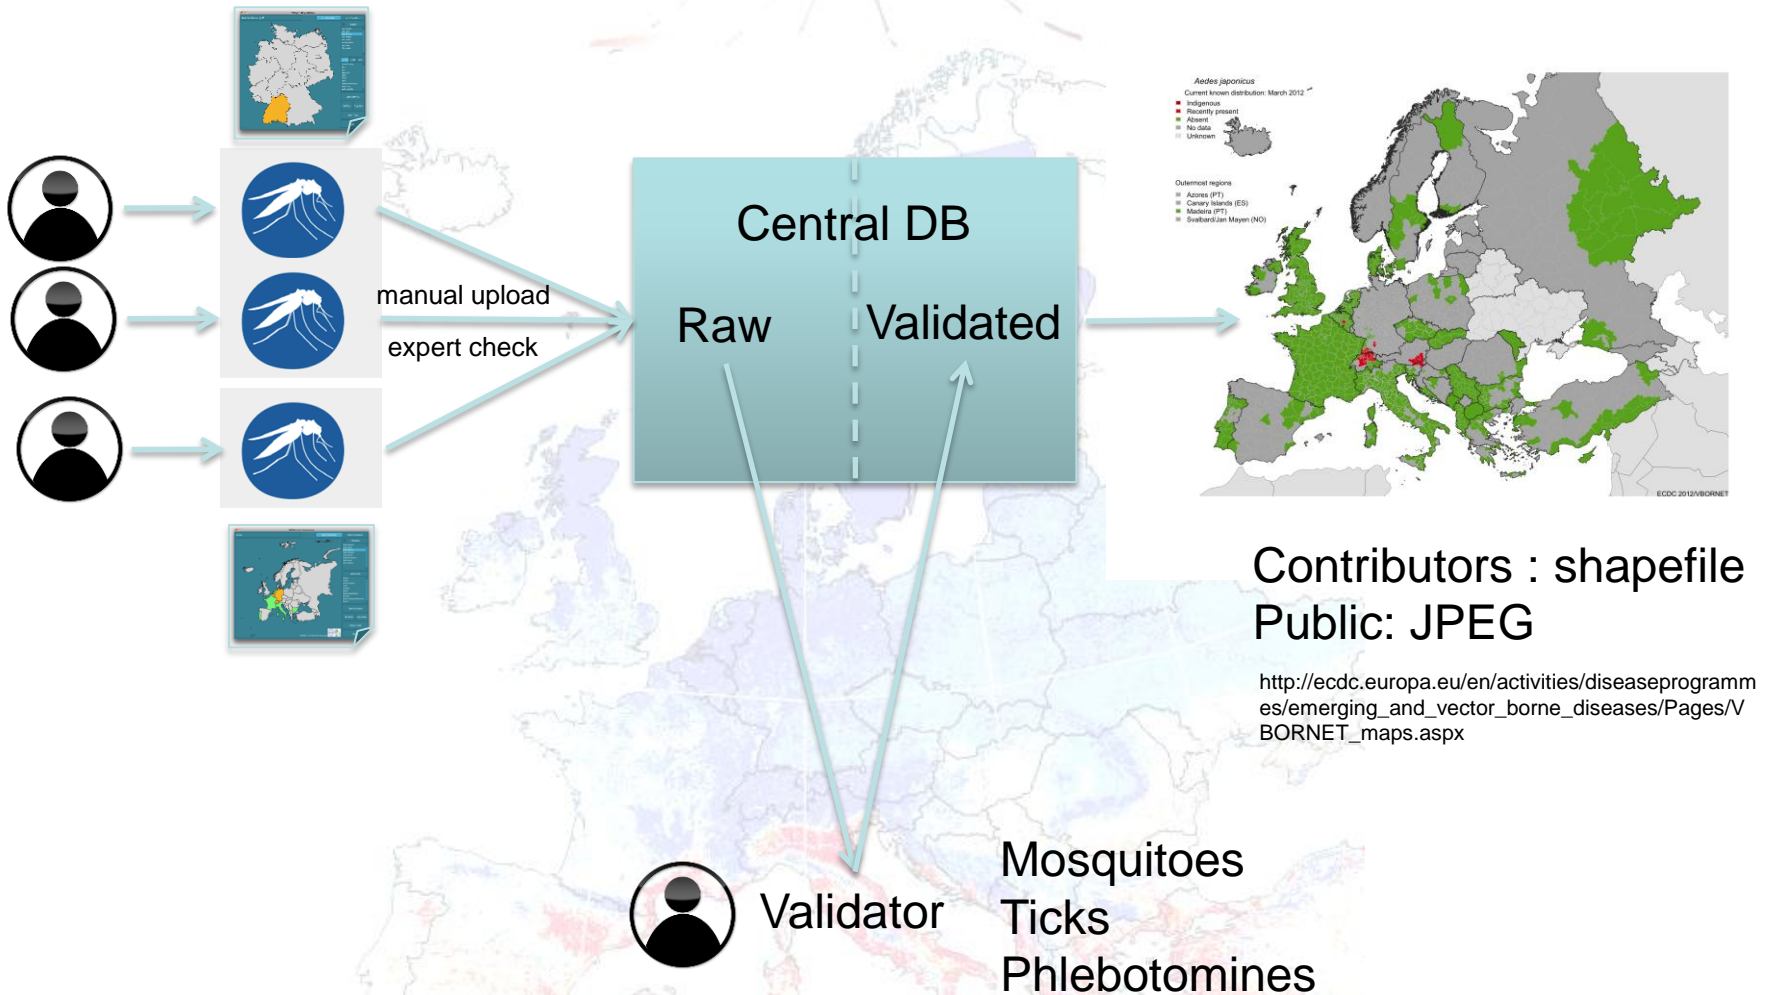 manual upload
expert check
Central DB
Raw
Validated
Aedes japonicus
Current known distribution: March 2012
Indigenous
Recently present
Absent
No data
Unknown
Outermost regions
Azores (PT)
Canary Islands (ES)
Madeira (PT)
Svalbard/Jan Mayen (NO)
ECDC 2012/VBORNET
Contributors : shapefile
Public: JPEG
http://ecdc.europa.eu/en/activities/diseaseprogramm
es/emerging_and_vector_borne_diseases/Pages/V
BORNET_maps.aspx
Validator
Mosquitoes
Ticks
Phlebotomines